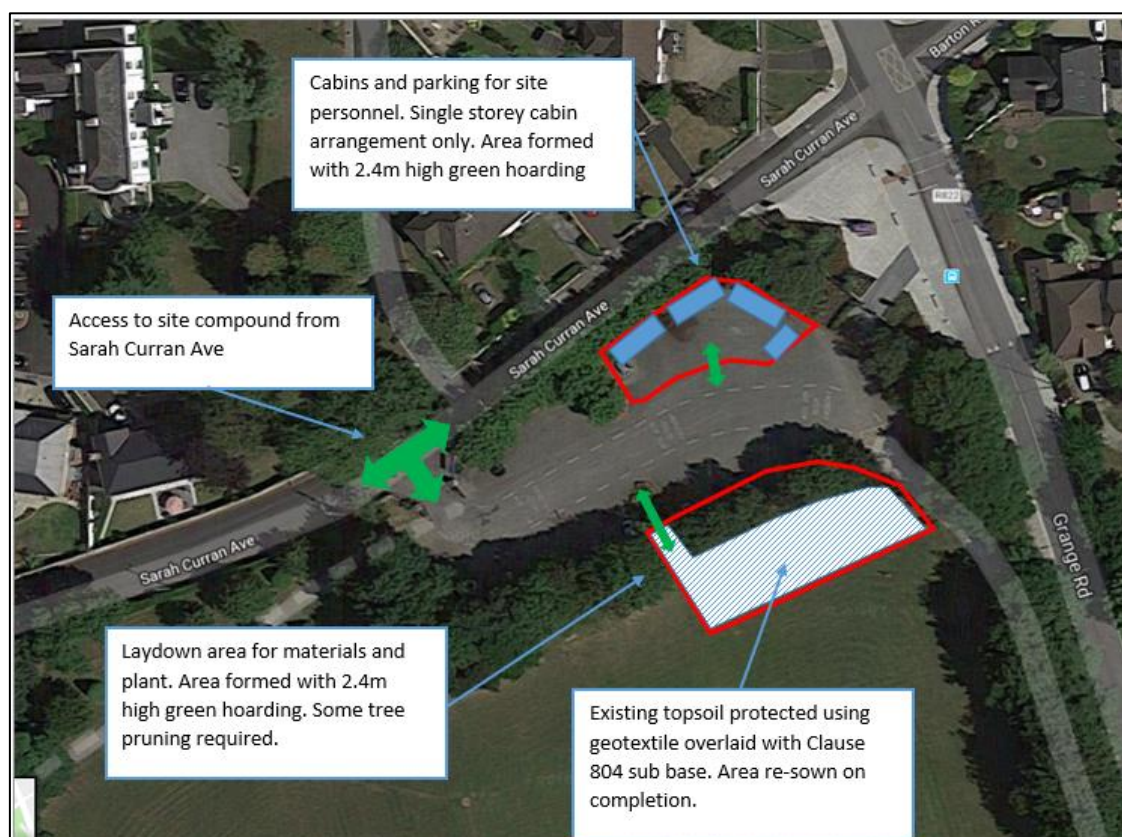 Cabins and parking for site
personnel. Single storey cabin
arrangement only. Area formed
with 2.4m high green hoarding
Barton R
Sarah Curran Ave
R822
Access to site compound from
Sarah Curran Ave
Sarah Curran Ave
Sarah Curran Ave
Grange Rd
Laydown area for materials and
plant. Area formed with 2.4m
high green hoarding. Some tree
pruning required.
Existing topsoil protected using
geotextile overlaid with Clause
804 sub base. Area re-sown on
completion.